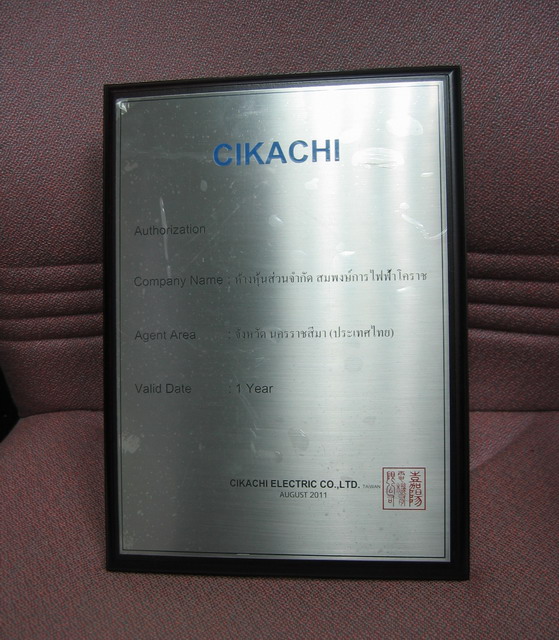 CIKACHI
Authorization
Company Name : ห้างหุ้นส่วนจำกัด สมพงษ์การไฟฟ้าโคราช
Agent Area : จังหวัด นครราชสีมา (ประเทศไทย)
Valid Date : 1 Year
CIKACHI ELECTRIC CO.,LTD. TAIWAN
AUGUST 2011